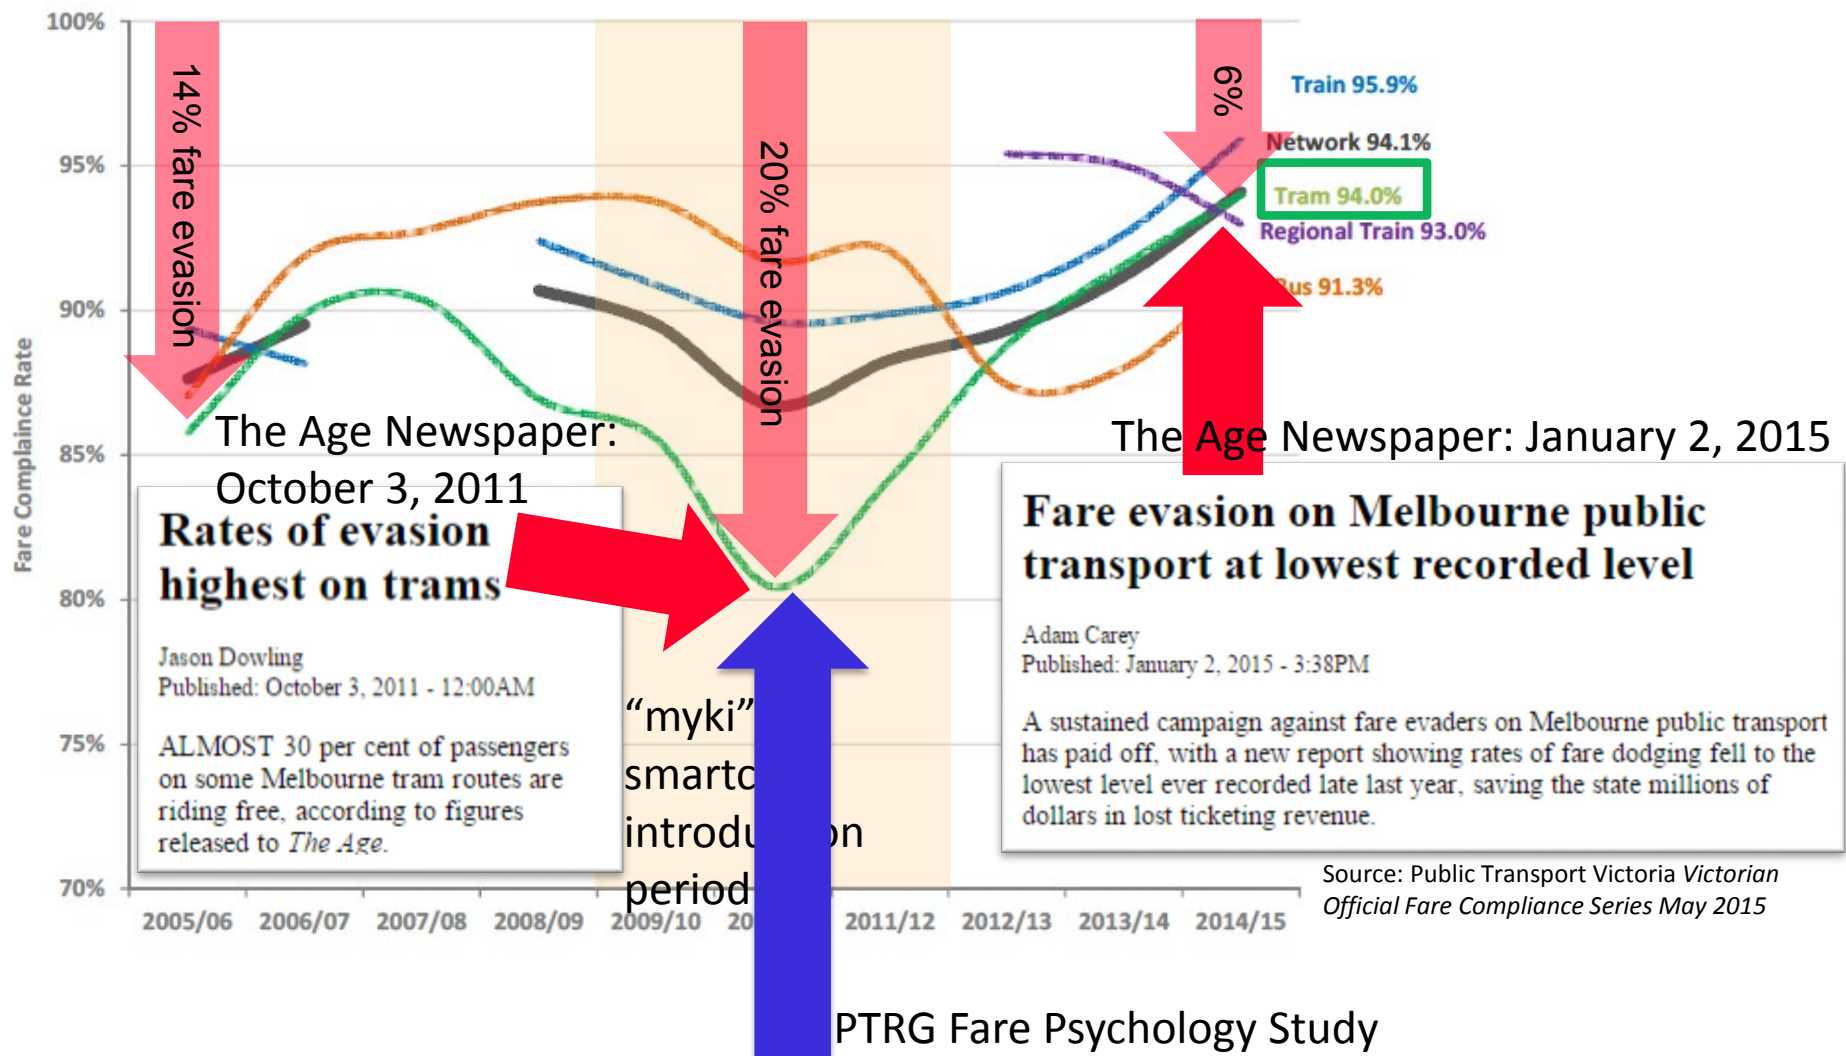 100%
95%
90%
85%
80%
75%
70%
Fare Complaince Rate
14% fare evasion
20% fare evasion
6%
Train 95.9%
Network 94.1%
Tram 94.0%
Regional Train 93.0%
Bus 91.3%
The Age Newspaper:
October 3, 2011
Rates of evasion
highest on trams
Jason Dowling
Published: October 3, 2011 - 12:00AM
ALMOST 30 per cent of passengers
on some Melbourne tram routes are
riding free, according to figures
released to The Age.
"myki"
smartc
introdu on
period
The Age Newspaper: January 2, 2015
Fare evasion on Melbourne public
transport at lowest recorded level
Adam Carey
Published: January 2, 2015 - 3:38PM
A sustained campaign against fare evaders on Melbourne public transport
has paid off, with a new report showing rates of fare dodging fell to the
lowest level ever recorded late last year, saving the state millions of
dollars in lost ticketing revenue.
Source: Public Transport Victoria Victorian
Official Fare Compliance Series May 2015
2005/06 2006/07 2007/08 2008/09 2009/10 20 2011/12 2012/13 2013/14 2014/15
PTRG Fare Psychology Study